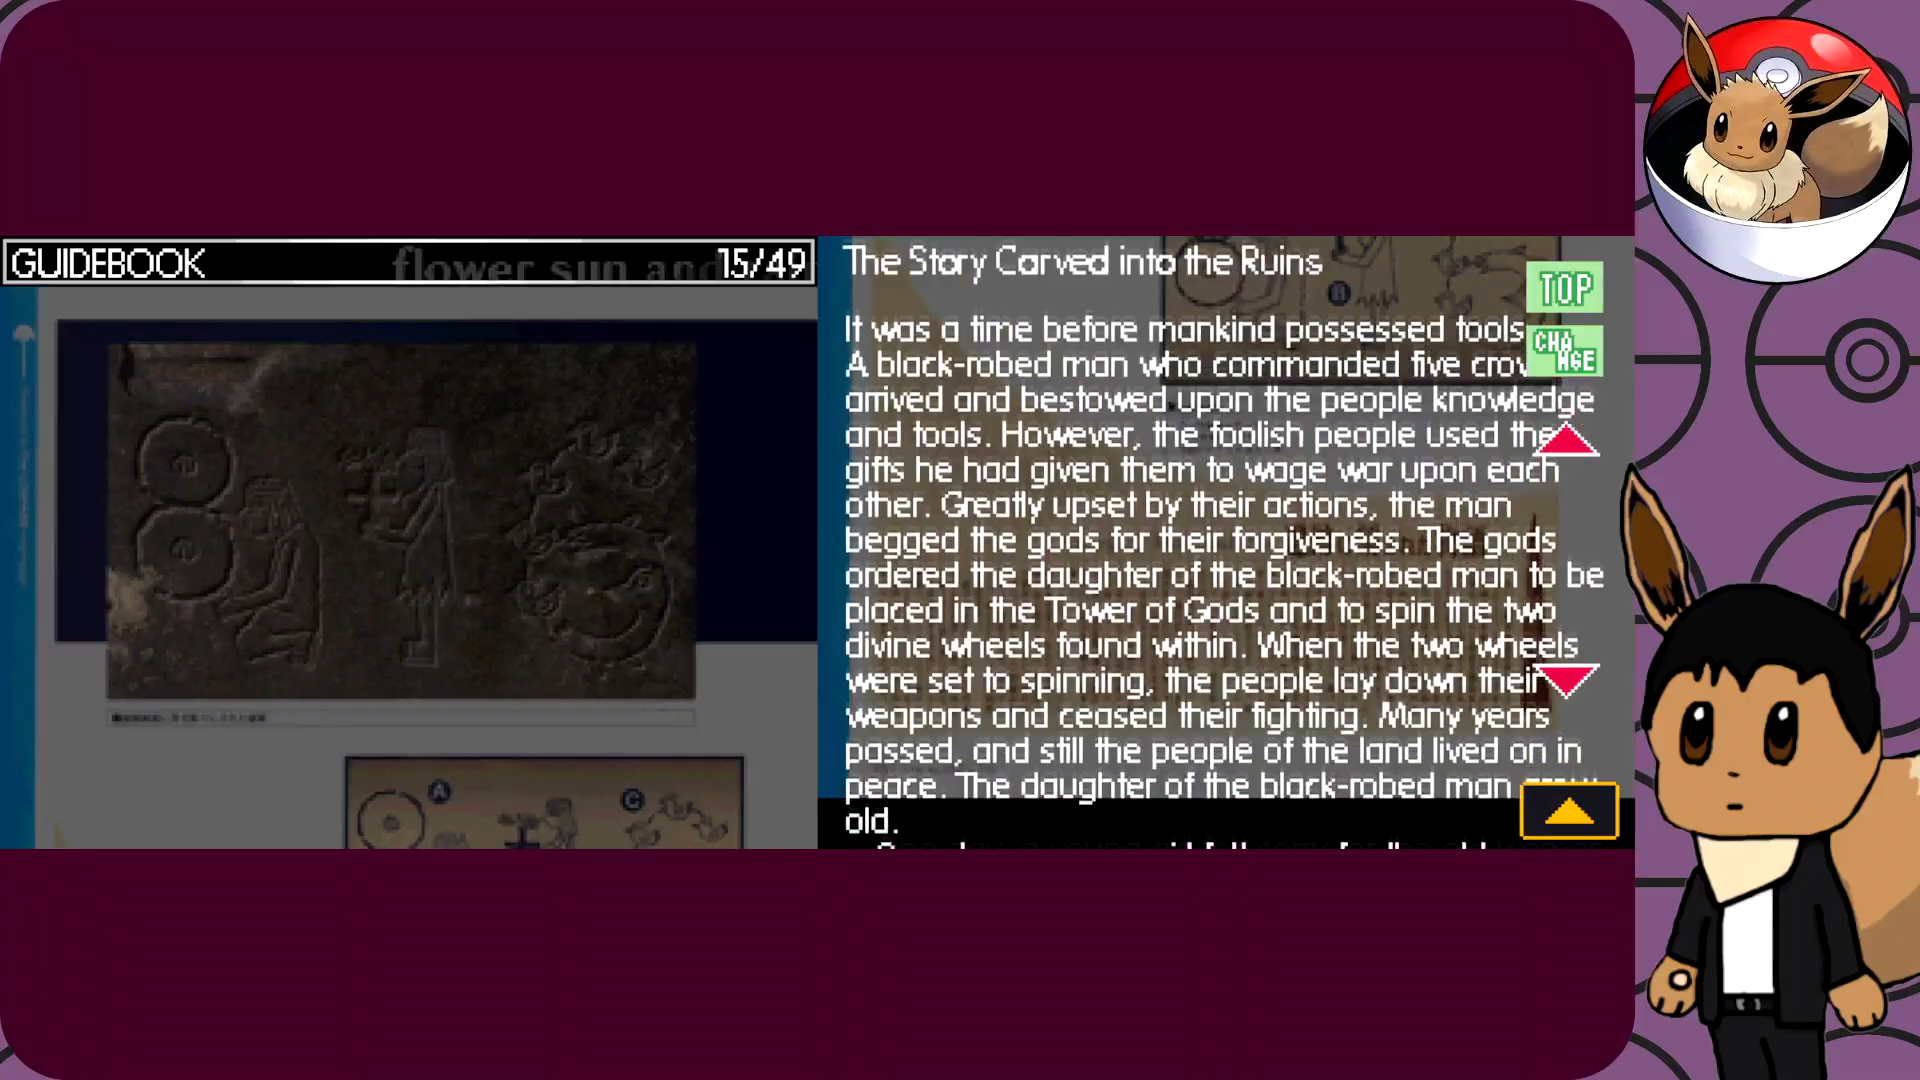 GUIDEBOOK
flower sun and
15/49
The Story Carved into the Ruins
TOP
CHANGE
It was a time before mankind possessed tools
A black-robed man who commanded five
arrived and bestowed upon the people knowledge
and tools. However, the foolish people used the
gifts he had given them to wage war upon each
other. Greatly upset by their actions, the man
begged the gods for their forgiveness. The gods
ordered the daughter of the black-robed man to be
placed in the Tower of Gods and to spin the two
divine wheels found within. When the two wheels
were set to spinning, the people lay down their
weapons and ceased their fighting. Many years
passed, and still the people of the land lived on in
peace. The daughter of the black-robed man grew
old.
A
C
B